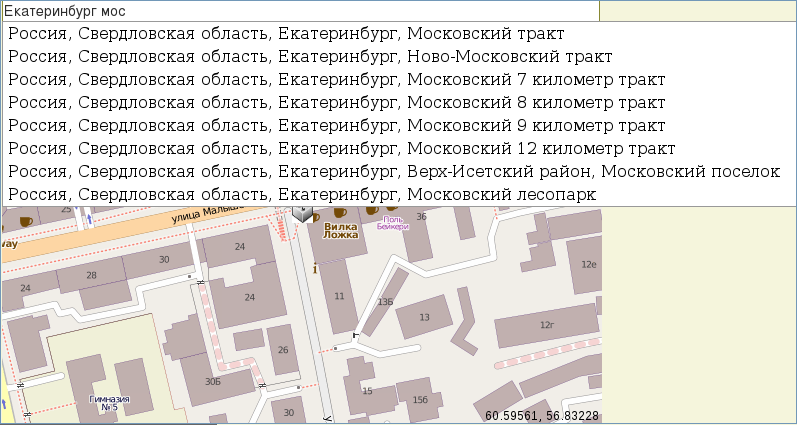 Екатеринбург мос
Россия, Свердловская область, Екатеринбург, Московский тракт
Россия, Свердловская область, Екатеринбург, Ново-Московский тракт
Россия, Свердловская область, Екатеринбург, Московский 7 километр тракт
Россия, Свердловская область, Екатеринбург, Московский 8 километр тракт
Россия, Свердловская область, Екатеринбург, Московский 9 километр тракт
Россия, Свердловская область, Екатеринбург, Московский 12 километр тракт
Россия, Свердловская область, Екатеринбург, Верх-Исетский район, Московский поселок
Россия, Свердловская область, Екатеринбург, Московский лесопарк
улица Малыш
36
Поль
Бейкери
Вилка
Ложка
way
24
30
28
24
24
12е
11
13Б
13
12г
26
30Б
15
15б
Гимназия
№5
30
60.59561, 56.83228